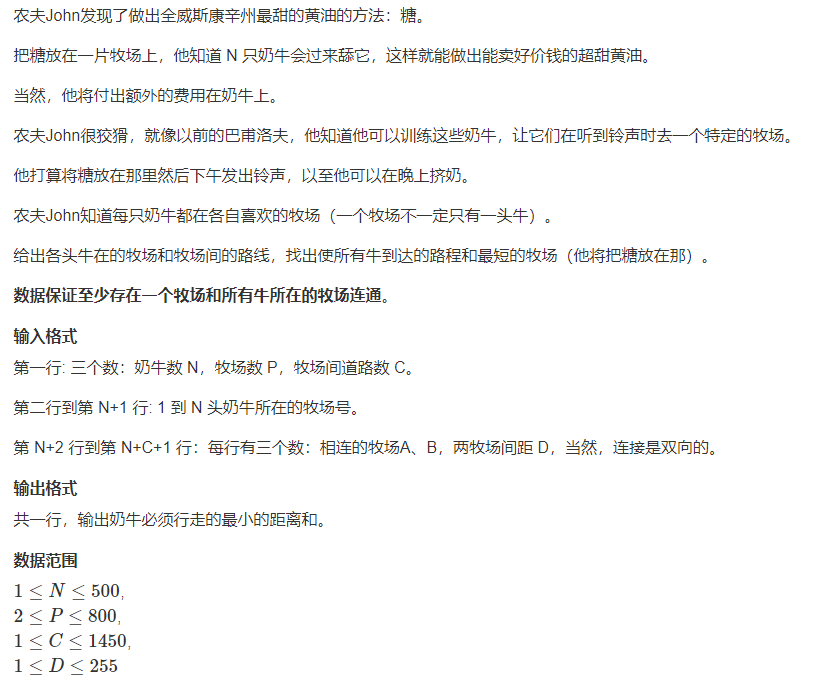 农夫John发现了做出全威斯康辛州最甜的黄油的方法：糖。
把糖放在一片牧场上，他知道 N 只奶牛会过来舔它，这样就能做出能卖好价钱的超甜黄油。
当然，他将付出额外的费用在奶牛上。
农夫John很狡猾，就像以前的巴甫洛夫，他知道他可以训练这些奶牛，让它们在听到铃声时去一个特定的牧场。
他打算将糖放在那里然后下午发出铃声，以至他可以在晚上挤奶。
农夫John知道每只奶牛都在各自喜欢的牧场（一个牧场不一定只有一头牛）。
给出各头牛在的牧场和牧场间的路线，找出使所有牛到达的路程和最短的牧场（他将把糖放在那）。
数据保证至少存在一个牧场和所有牛所在的牧场连通。
输入格式
第一行: 三个数：奶牛数 N，牧场数 P，牧场间道路数 C。
第二行到第 N+1 行: 1 到 N 头奶牛所在的牧场号。
第 N+2 行到第 N+C+1 行：每行有三个数：相连的牧场A、B，两牧场间距 D，当然，连接是双向的。
输出格式
共一行，输出奶牛必须行走的最小的距离和。
数据范围
1 ≤ N ≤ 500,
2 ≤ P ≤ 800,
1 ≤ C ≤ 1450,
1 ≤ D ≤ 255